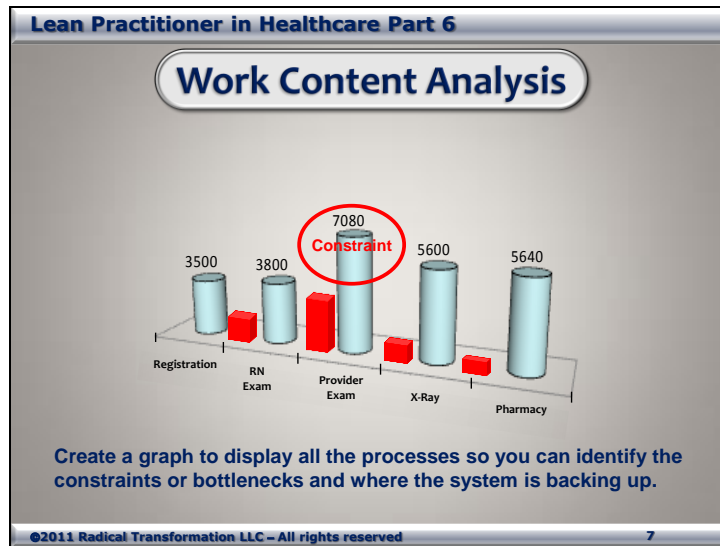 Lean Practitioner in Healthcare Part 6
Work Content Analysis
7080
Constraint
5600
5640
3500
3800
Registration
RN
Exam
Provider
Exam
X-Ray
Pharmacy
Create a graph to display all the processes so you can identify the
constraints or bottlenecks and where the system is backing up.
©2011 Radical Transformation LLC – All rights reserved
7